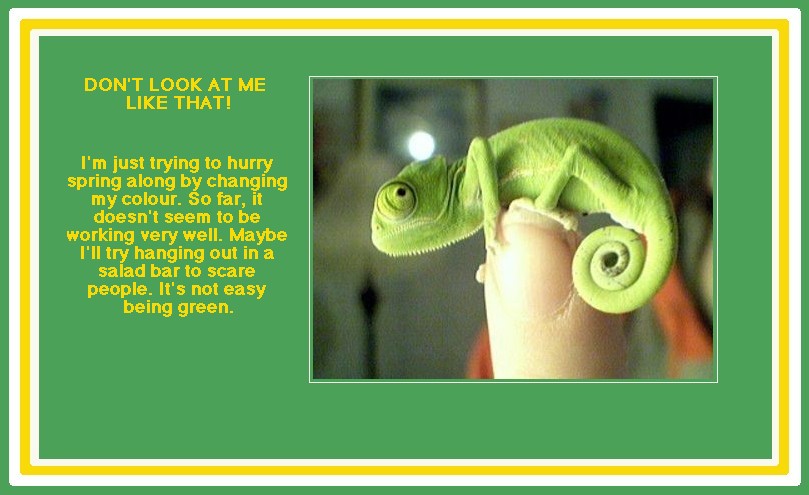 DON'T LOOK AT ME
LIKE THAT!
I'm just trying to hurry
spring along by changing
my colour. So far, it
doesn't seem to be
working very well. Maybe
I'll try hanging out in a
salad bar to scare
people. It's not easy
being green.